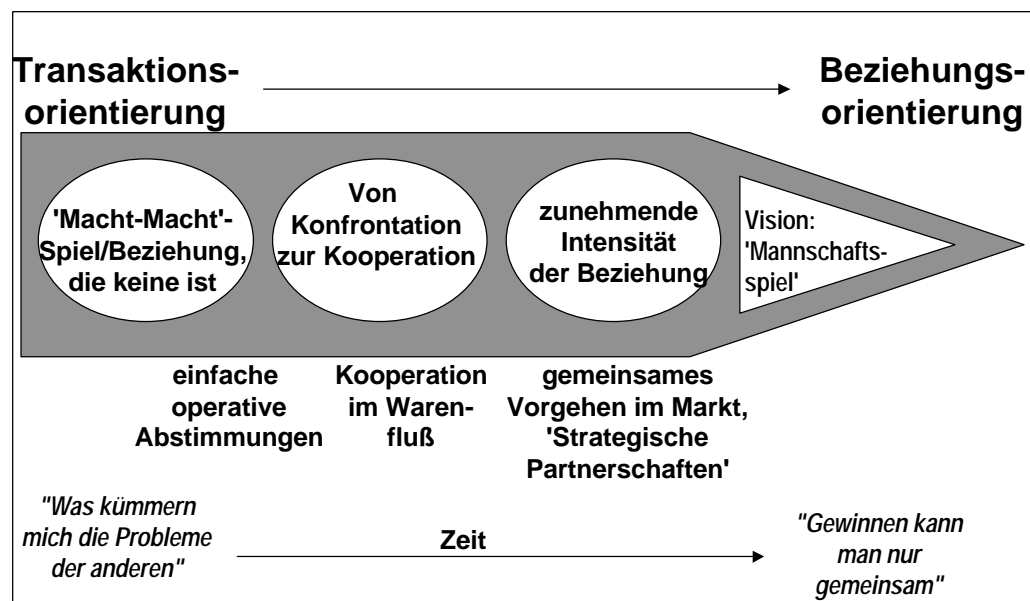 Transaktions-
orientierung
Beziehungs-
orientierung
'Macht-Macht'-
Spiel/Beziehung,
die keine ist
Von
Konfrontation
zur Kooperation
zunehmende
Intensität
der Beziehung
Vision:
'Mannschafts-
spiel'
einfache
operative
Abstimmungen
Kooperation
im Waren-
fluß
gemeinsames
Vorgehen im Markt,
'Strategische
Partnerschaften'
"Was kümmern
mich die Probleme
der anderen"
Zeit
"Gewinnen kann
man nur
gemeinsam"